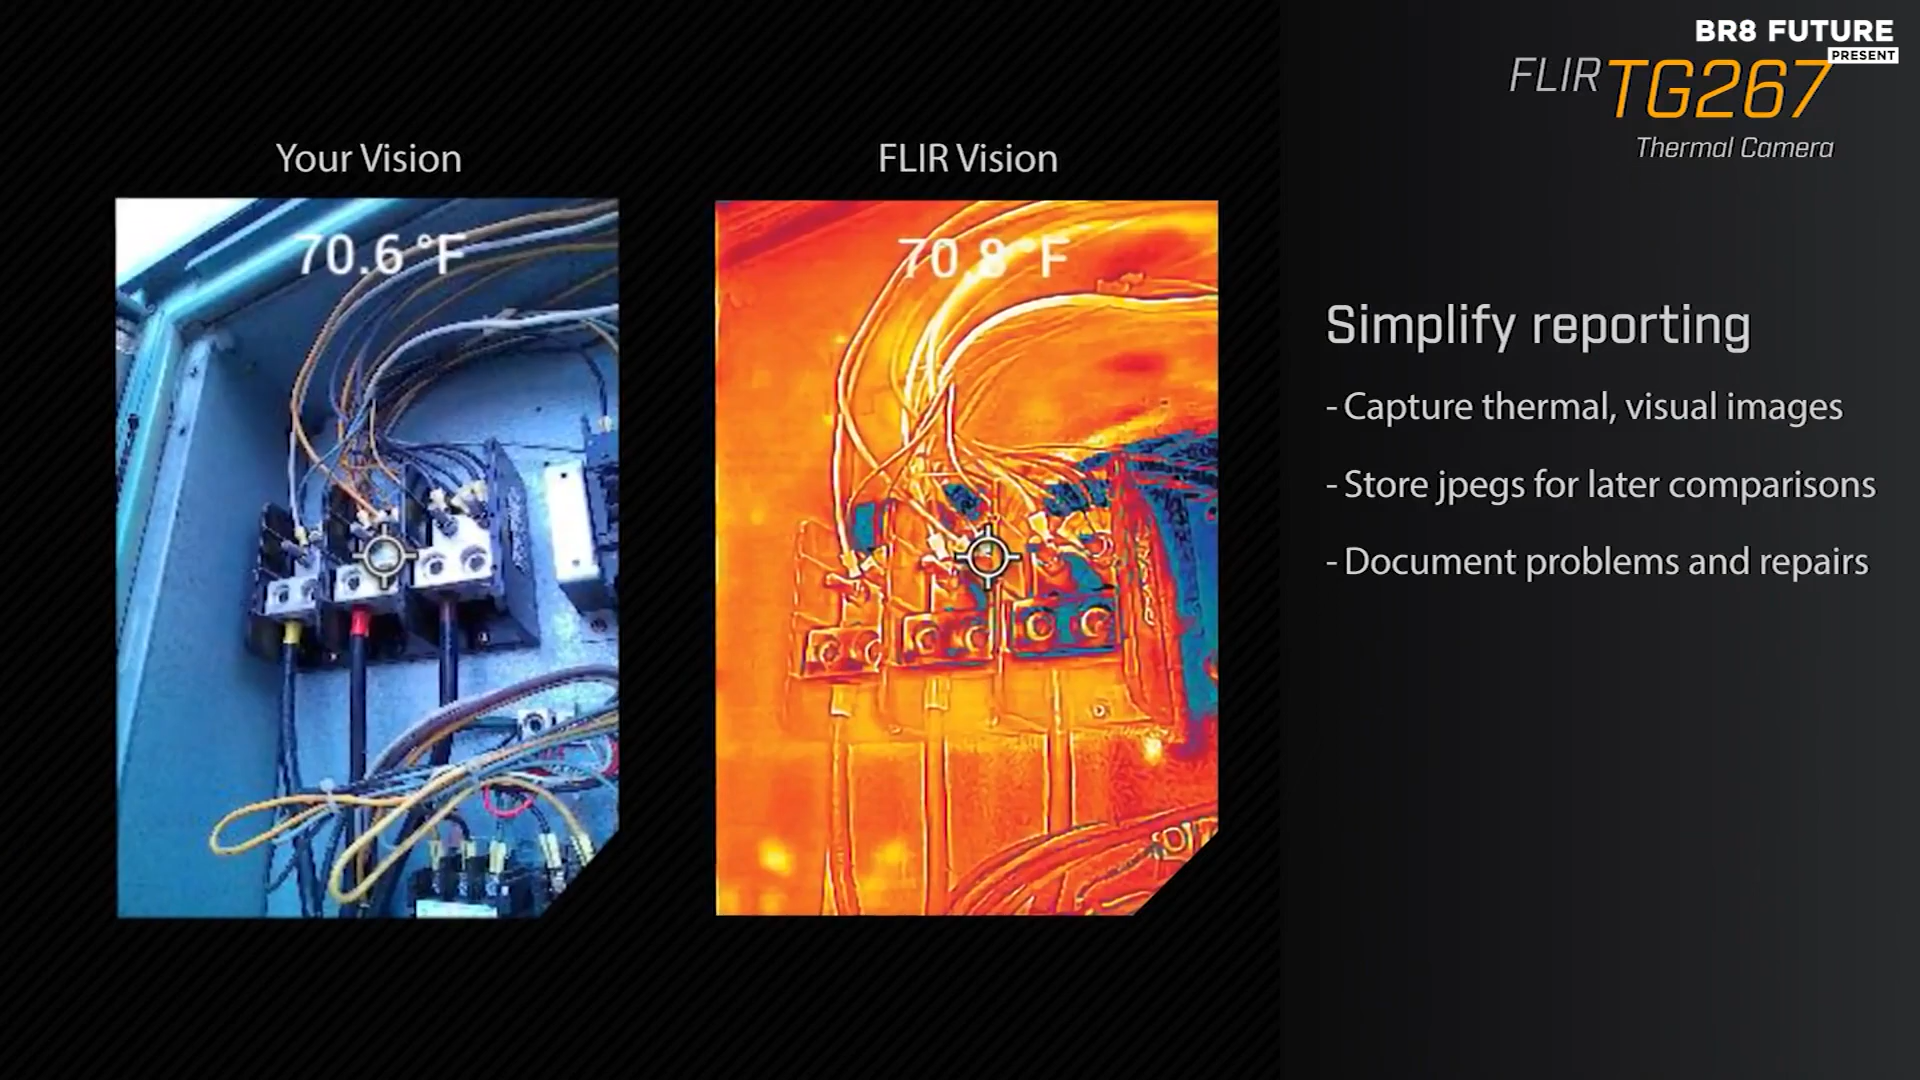 BR8 FUTURE
PRESENT
FLIR TG267
Thermal Camera
Your Vision
FLIR Vision
70.6 °F
70.8 °F
Simplify reporting
- Capture thermal, visual images
- Store jpegs for later comparisons
- Document problems and repairs